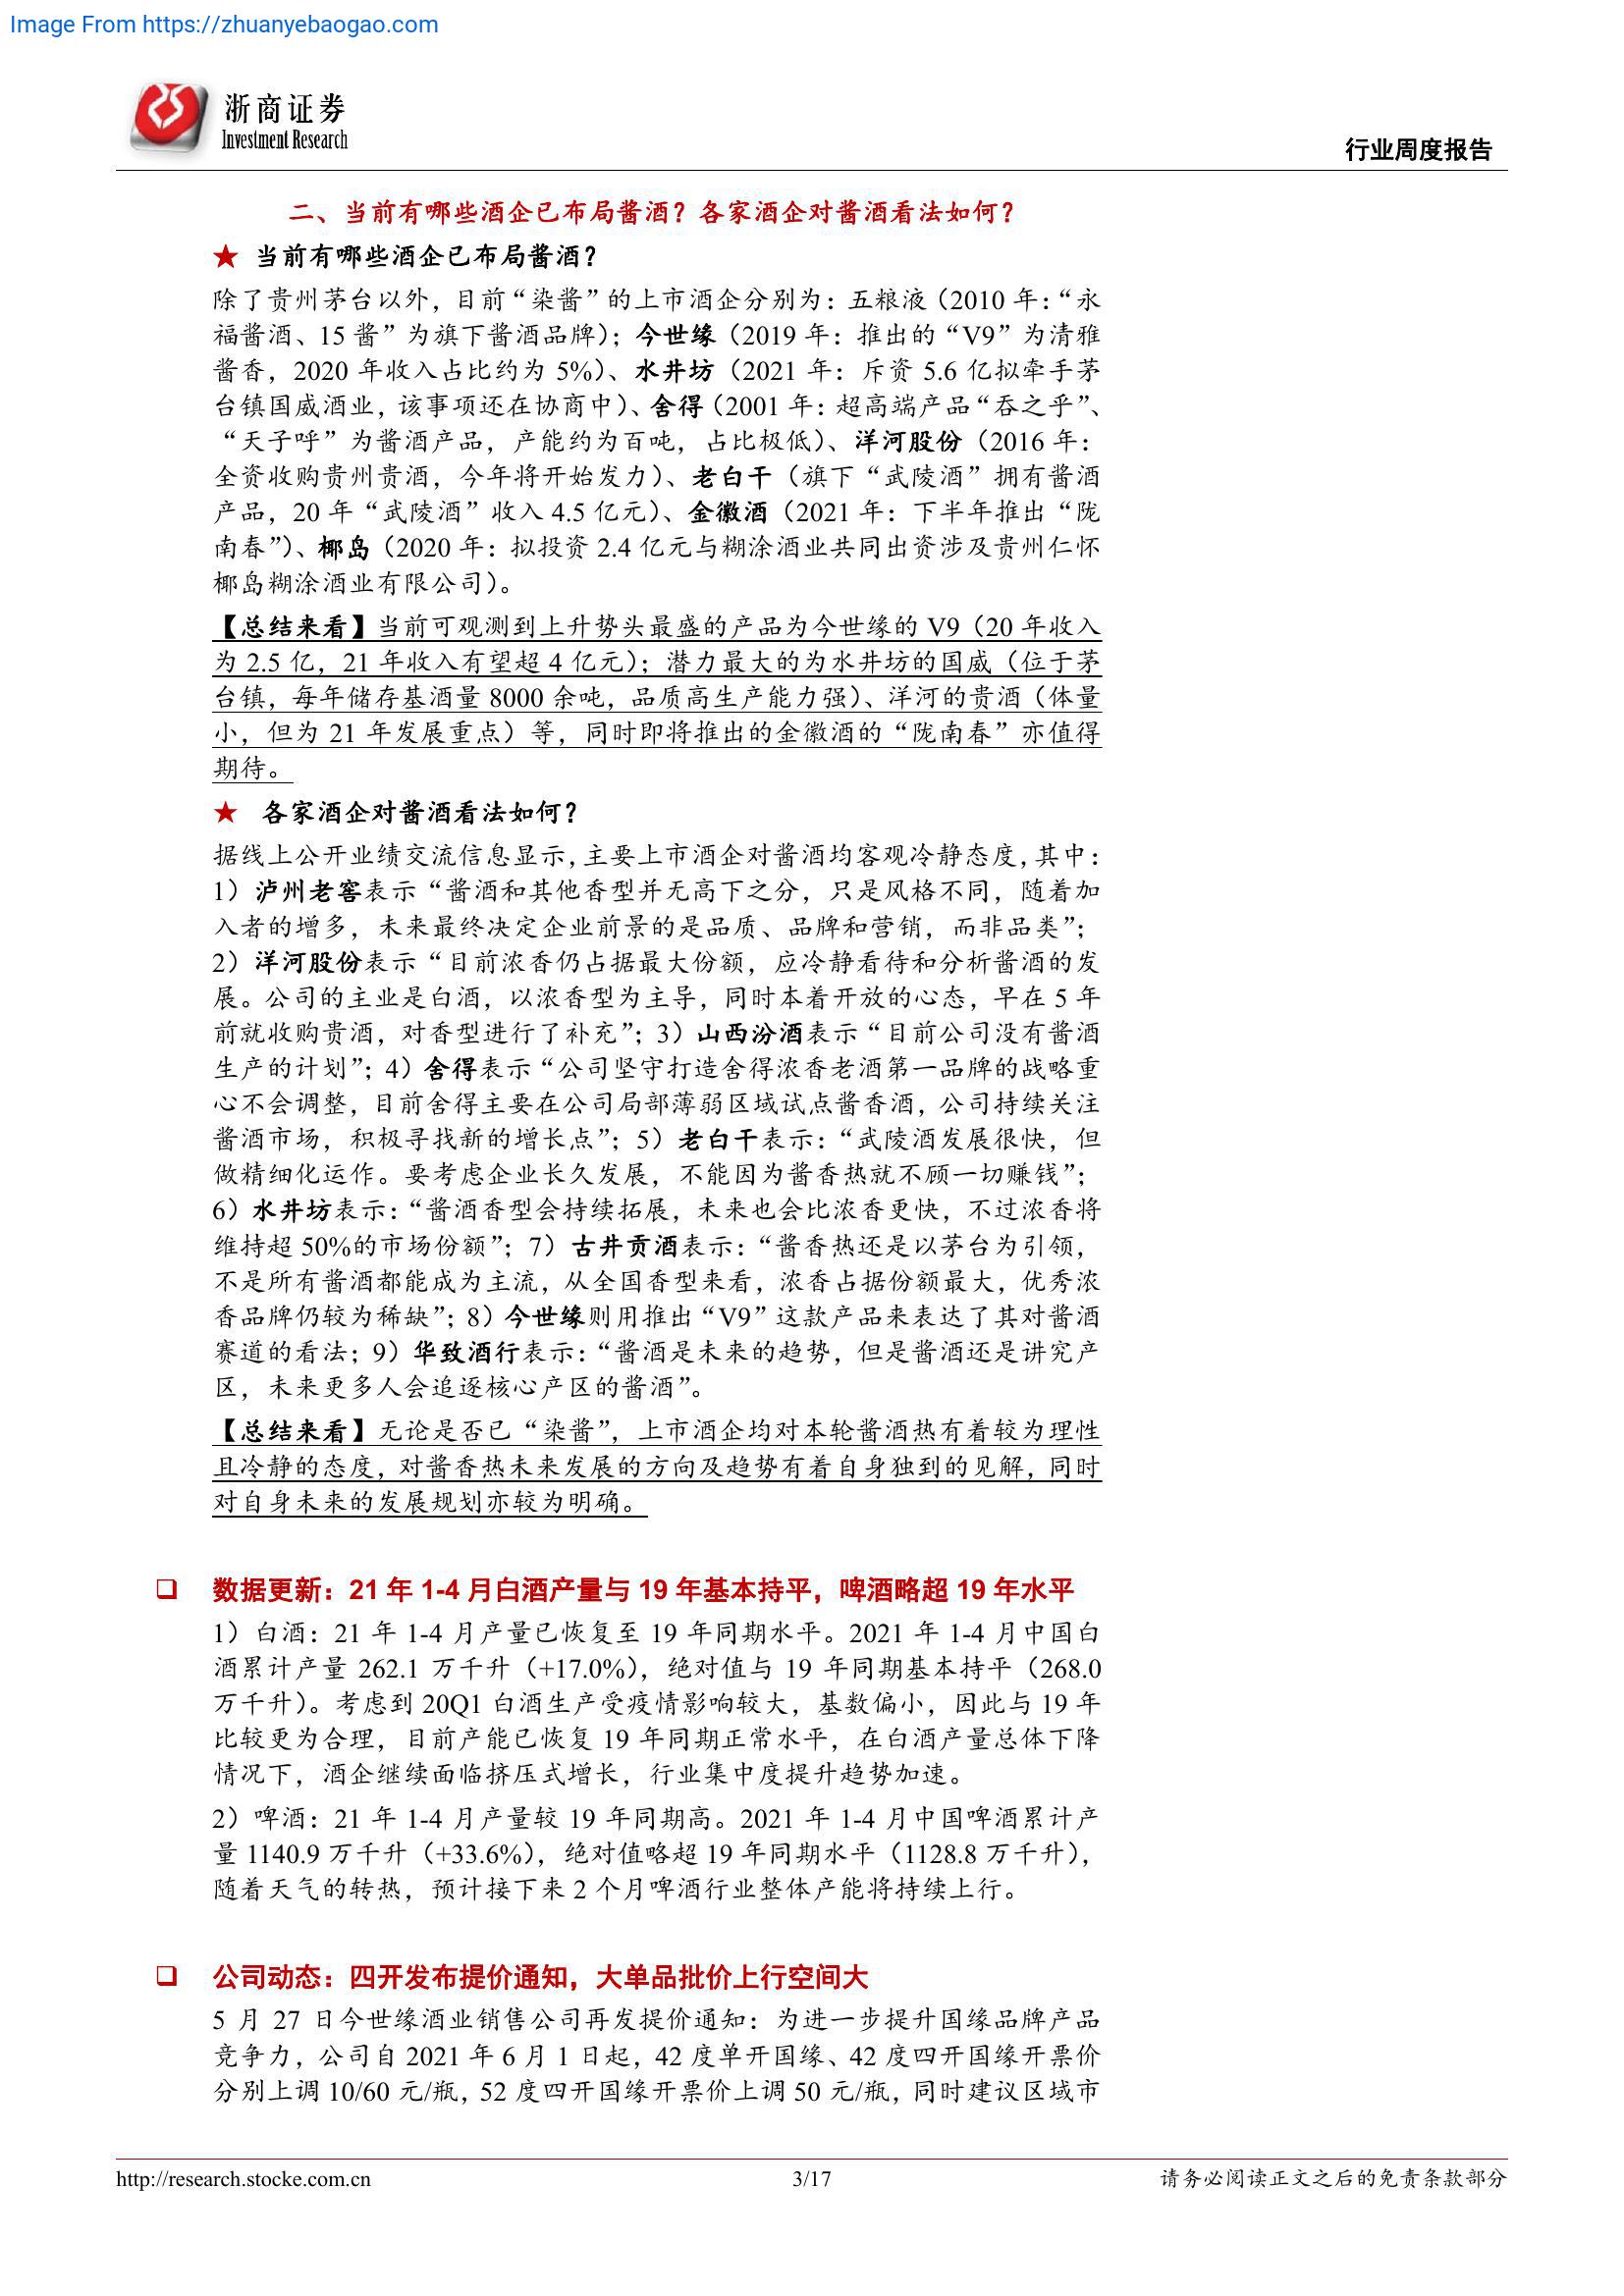 Image From https://zhuanyebaogao.com
浙商证券
Investment Research
行业周度报告
二、当前有哪些酒企已布局酱酒？各家酒企对酱酒看法如何？
★ 当前有哪些酒企已布局酱酒？
除了贵州茅台以外，目前“染酱”的上市酒企分别为：五粮液（2010 年：“永
福酱酒、15 酱”为旗下酱酒品牌）；今世缘（2019 年：推出的“V9”为清雅
酱香，2020 年收入占比约为 5%）、水井坊（2021 年：斥资 5.6 亿拟牵手茅
台镇国威酒业，该事项还在协商中）、舍得（2001 年：超高端产品“吞之乎”、
“天子呼”为酱酒产品，产能约为百吨，占比极低）、洋河股份（2016 年：
全资收购贵州贵酒，今年将开始发力）、老白干（旗下“武陵酒”拥有酱酒
产品，20 年“武陵酒”收入 4.5 亿元）、金徽酒（2021 年：下半年推出“陇
南春”）、椰岛（2020 年：拟投资 2.4 亿元与糊涂酒业共同出资涉及贵州仁怀
椰岛糊涂酒业有限公司）。
【总结来看】当前可观测到上升势头最盛的产品为今世缘的 V9（20 年收入
为 2.5 亿，21 年收入有望超 4 亿元）；潜力最大的为水井坊的国威（位于茅
台镇，每年储存基酒量 8000 余吨，品质高生产能力强）、洋河的贵酒（体量
小，但为 21 年发展重点）等，同时即将推出的金徽酒的“陇南春”亦值得
期待。
★ 各家酒企对酱酒看法如何？
据线上公开业绩交流信息显示，主要上市酒企对酱酒均客观冷静态度，其中：
1）泸州老窖表示“酱酒和其他香型并无高下之分，只是风格不同，随着加
入者的增多，未来最终决定企业前景的是品质、品牌和营销，而非品类”；
2）洋河股份表示“目前浓香仍占据最大份额，应冷静看待和分析酱酒的发
展。公司的主业是白酒，以浓香型为主导，同时本着开放的心态，早在 5 年
前就收购贵酒，对香型进行了补充”；3）山西汾酒表示“目前公司没有酱酒
生产的计划”；4）舍得表示“公司坚守打造舍得浓香老酒第一品牌的战略重
心不会调整，目前舍得主要在公司局部薄弱区域试点酱香酒，公司持续关注
酱酒市场，积极寻找新的增长点”；5）老白干表示：“武陵酒发展很快，但
做精细化运作。要考虑企业长久发展，不能因为酱香热就不顾一切赚钱”；
6）水井坊表示：“酱酒香型会持续拓展，未来也会比浓香更快，不过浓香将
维持超 50%的市场份额”；7）古井贡酒表示：“酱香热还是以茅台为引领，
不是所有酱酒都能成为主流，从全国香型来看，浓香占据份额最大，优秀浓
香品牌仍较为稀缺”；8）今世缘则用推出“V9”这款产品来表达了其对酱酒
赛道的看法；9）华致酒行表示：“酱酒是未来的趋势，但是酱酒还是讲究产
区，未来更多人会追逐核心产区的酱酒”。
【总结来看】无论是否已“染酱”，上市酒企均对本轮酱酒热有着较为理性
且冷静的态度，对酱香热未来发展的方向及趋势有着自身独到的见解，同时
对自身未来的发展规划亦较为明确。
❑ 数据更新：21 年 1-4 月白酒产量与 19 年基本持平，啤酒略超 19 年水平
1）白酒：21 年 1-4 月产量已恢复至 19 年同期水平。2021 年 1-4 月中国白
酒累计产量 262.1 万千升（+17.0%），绝对值与 19 年同期基本持平（268.0
万千升）。考虑到 20Q1 白酒生产受疫情影响较大，基数偏小，因此与 19 年
比较更为合理，目前产能已恢复 19 年同期正常水平，在白酒产量总体下降
情况下，酒企继续面临挤压式增长，行业集中度提升趋势加速。
2）啤酒：21 年 1-4 月产量较 19 年同期高。2021 年 1-4 月中国啤酒累计产
量 1140.9 万千升（+33.6%），绝对值略超 19 年同期水平（1128.8 万千升），
随着天气的转热，预计接下来 2 个月啤酒行业整体产能将持续上行。
❑ 公司动态：四开发布提价通知，大单品批价上行空间大
5 月 27 日今世缘酒业销售公司再发提价通知：为进一步提升国缘品牌产品
竞争力，公司自 2021 年 6 月 1 日起，42 度单开国缘、42 度四开国缘开票价
分别上调 10/60 元/瓶，52 度四开国缘开票价上调 50 元/瓶，同时建议区域市
http://research.stocke.com.cn
3/17
请务必阅读正文之后的免责条款部分